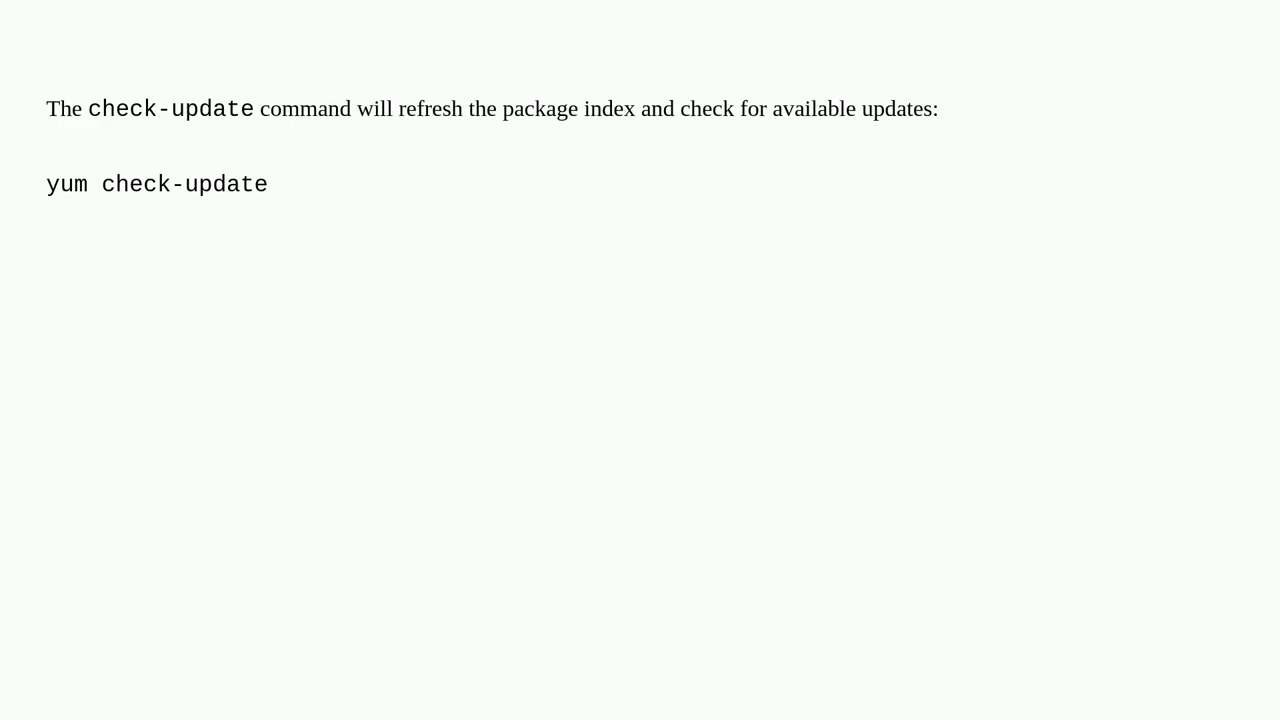 The check-update command will refresh the package index and check for available updates:
yum check-update